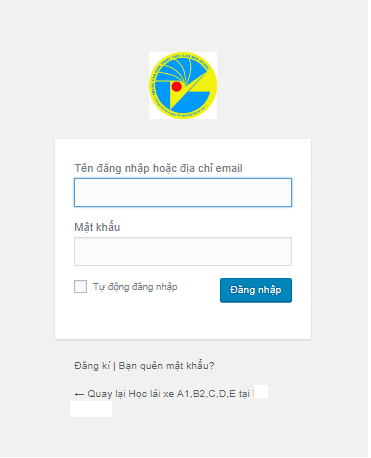 Tên đăng nhập hoặc địa chỉ email
Mật khẩu
Tự động đăng nhập
Đăng nhập
Đăng kí | Bạn quên mật khẩu?
← Quay lại Học lái xe A1,B2,C,D,E tại